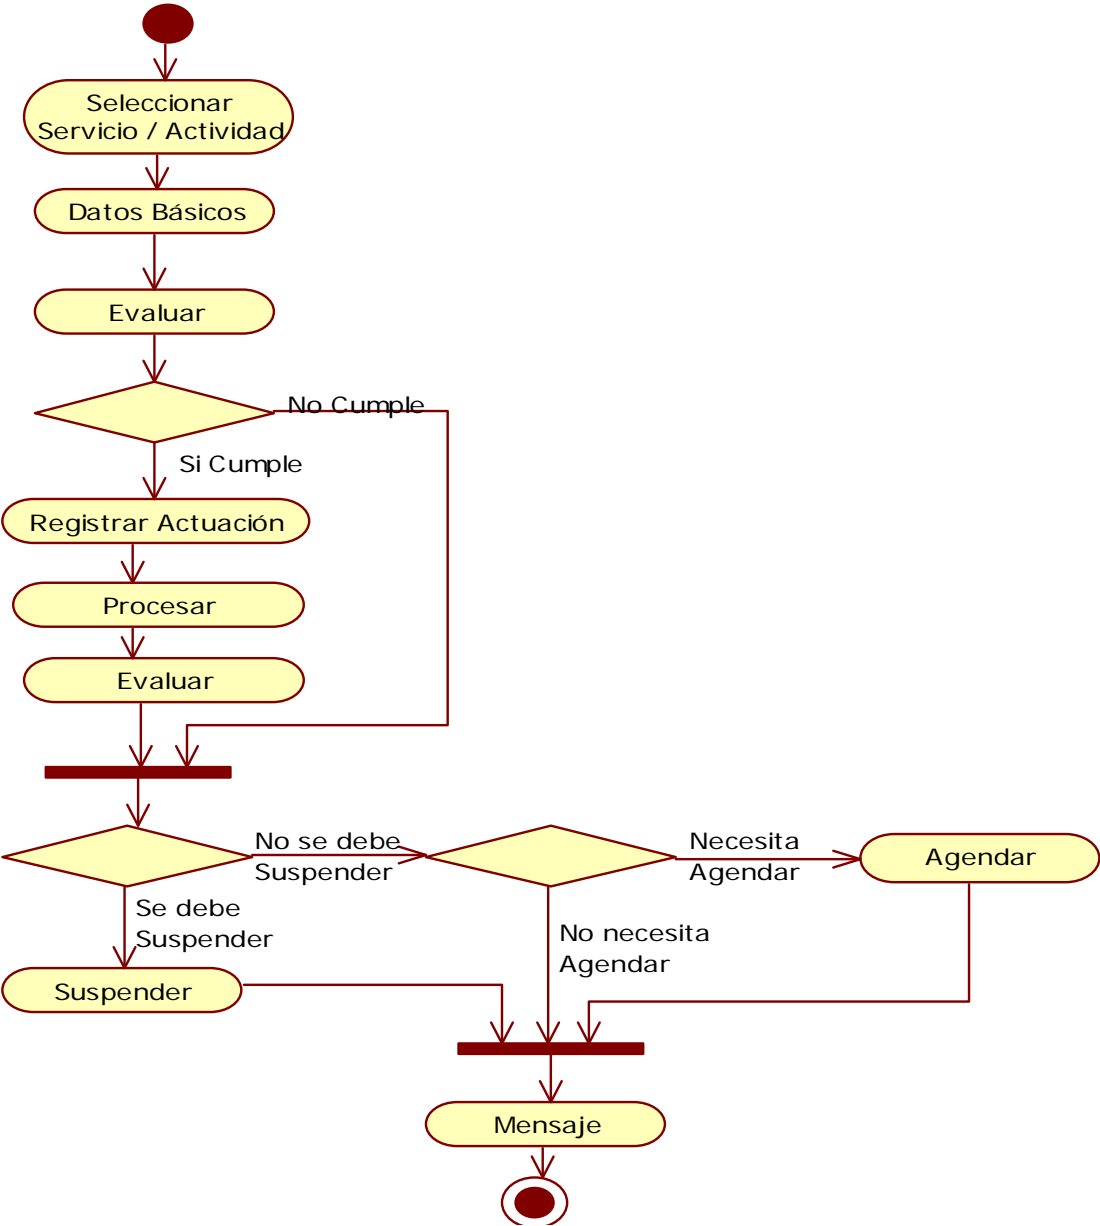 Seleccionar
Servicio / Actividad
Datos Básicos
Evaluar
No Cumple
Si Cumple
Registrar Actuación
Procesar
Evaluar
No se debe
Suspender
Necesita
Agendar
Agendar
Se debe
Suspender
No necesita
Agendar
Suspender
Mensaje